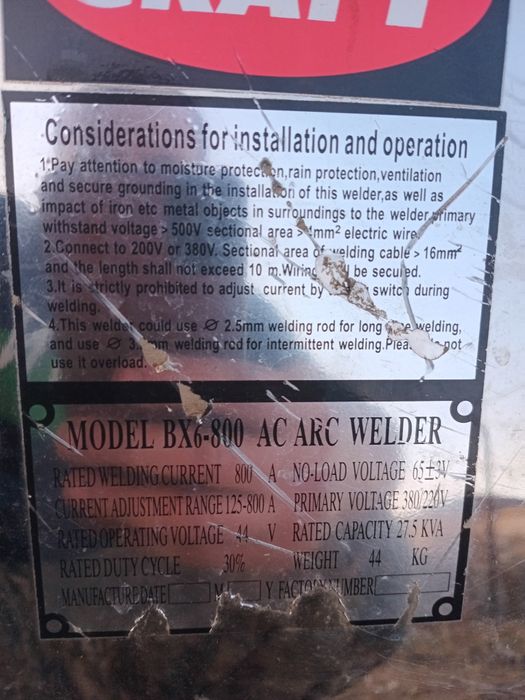 CRAFT
Considerations for installation and operation
1.Pay attention to moisture protection,rain protection,ventilation
and secure grounding in the installation of this welder,as well as
impact of iron etc metal objects in surroundings to the welder,primary
withstand voltage > 500V sectional area > 1mm² electric wire.
2.Connect to 200V or 380V. Sectional area of welding cable > 16mm²
and the length shall not exceed 10 m.Wiring be secured.
3.It is strictly prohibited to adjust current by switch during
welding.
4.This welder could use ⌀ 2.5mm welding rod for long welding,
and use ⌀ 3. mm welding rod for intermittent welding.Please not
use it overload.
MODEL BX6-800 AC ARC WELDER
RATED WELDING CURRENT 800 A NO-LOAD VOLTAGE 65±3V
CURRENT ADJUSTMENT RANGE 125-800 A PRIMARY VOLTAGE 380/220V
RATED OPERATING VOLTAGE 44 V RATED CAPACITY 27.5 KVA
RATED DUTY CYCLE 30% WEIGHT 44 KG
MANUFACTURE DATE M Y FACTORY NUMBER